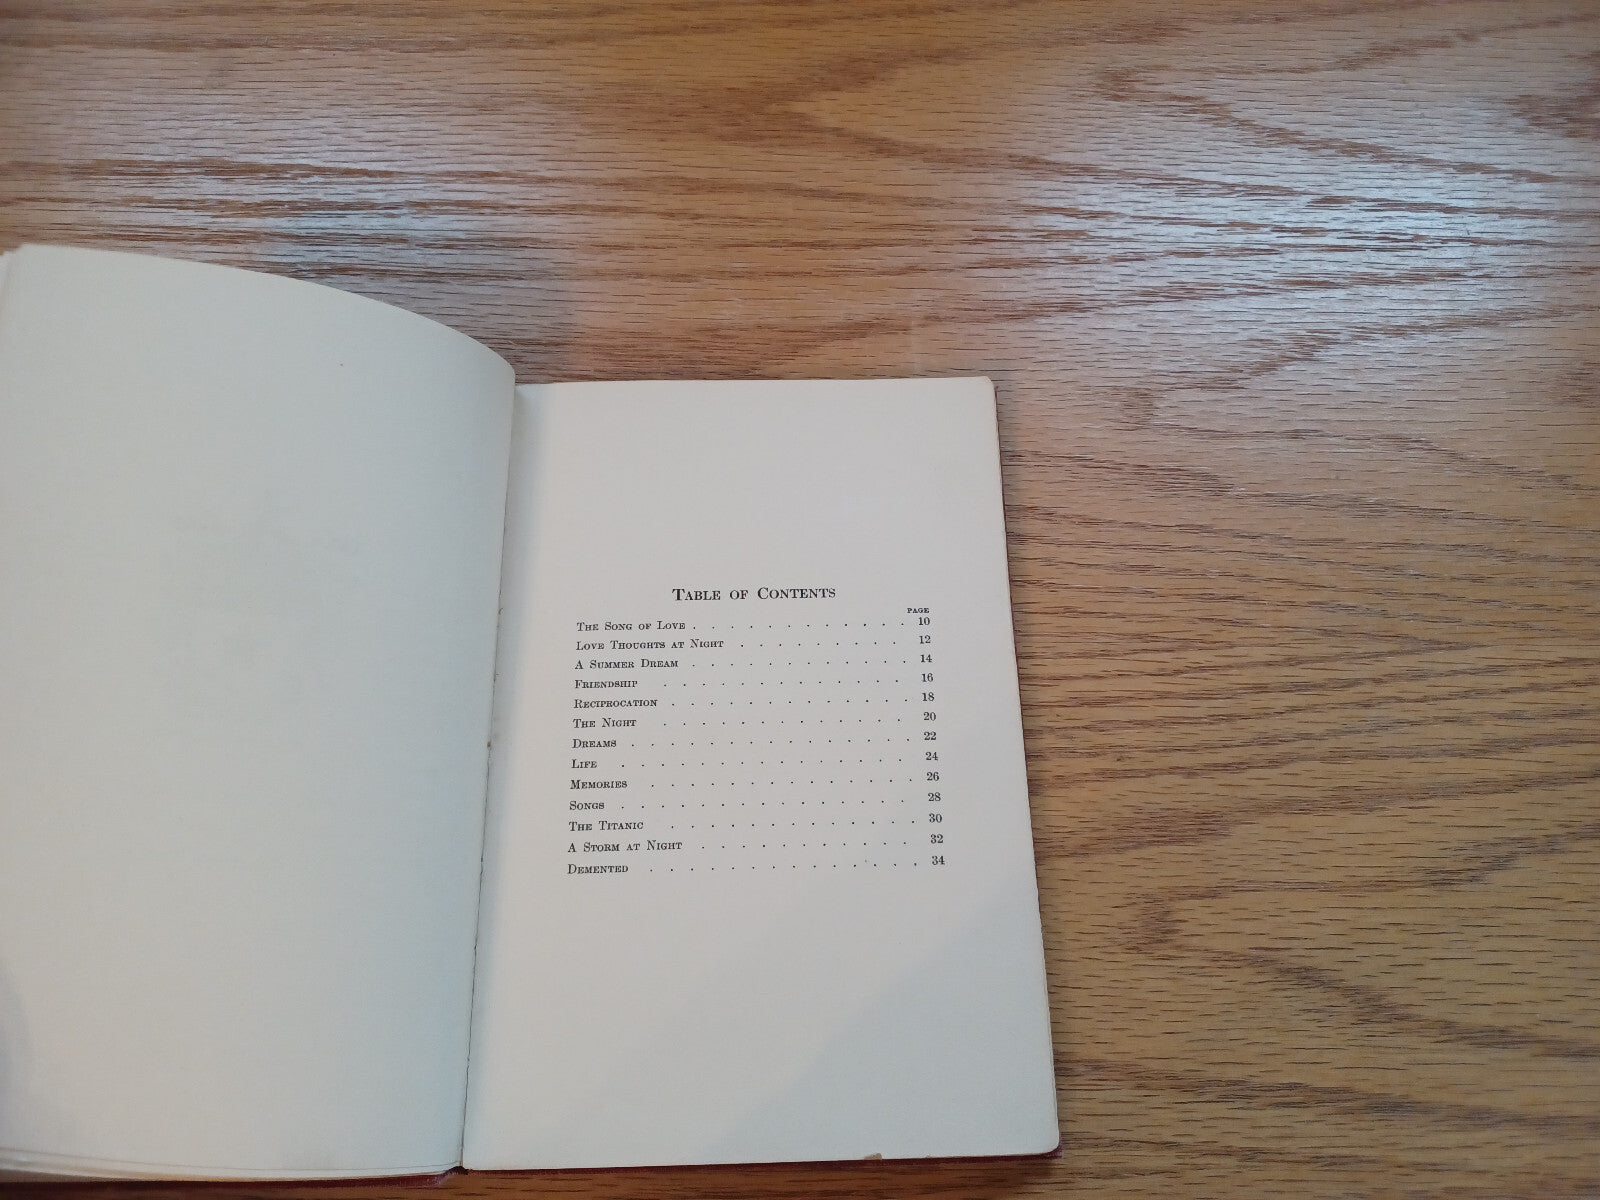 Table of Contents
PAGE
The Song of Love . . . . . . . . . . . . 10
Love Thoughts at Night . . . . . . . . . 12
A Summer Dream . . . . . . . . . . . . 14
Friendship . . . . . . . . . . . . . 16
Reciprocation . . . . . . . . . . . . . 18
The Night . . . . . . . . . . . . . 20
Dreams . . . . . . . . . . . . . . . 22
Life . . . . . . . . . . . . . . . 24
Memories . . . . . . . . . . . . . . 26
Songs . . . . . . . . . . . . . . . 28
The Titanic . . . . . . . . . . . . . 30
A Storm at Night . . . . . . . . . . . 32
Demented . . . . . . . . . . . . . . 34